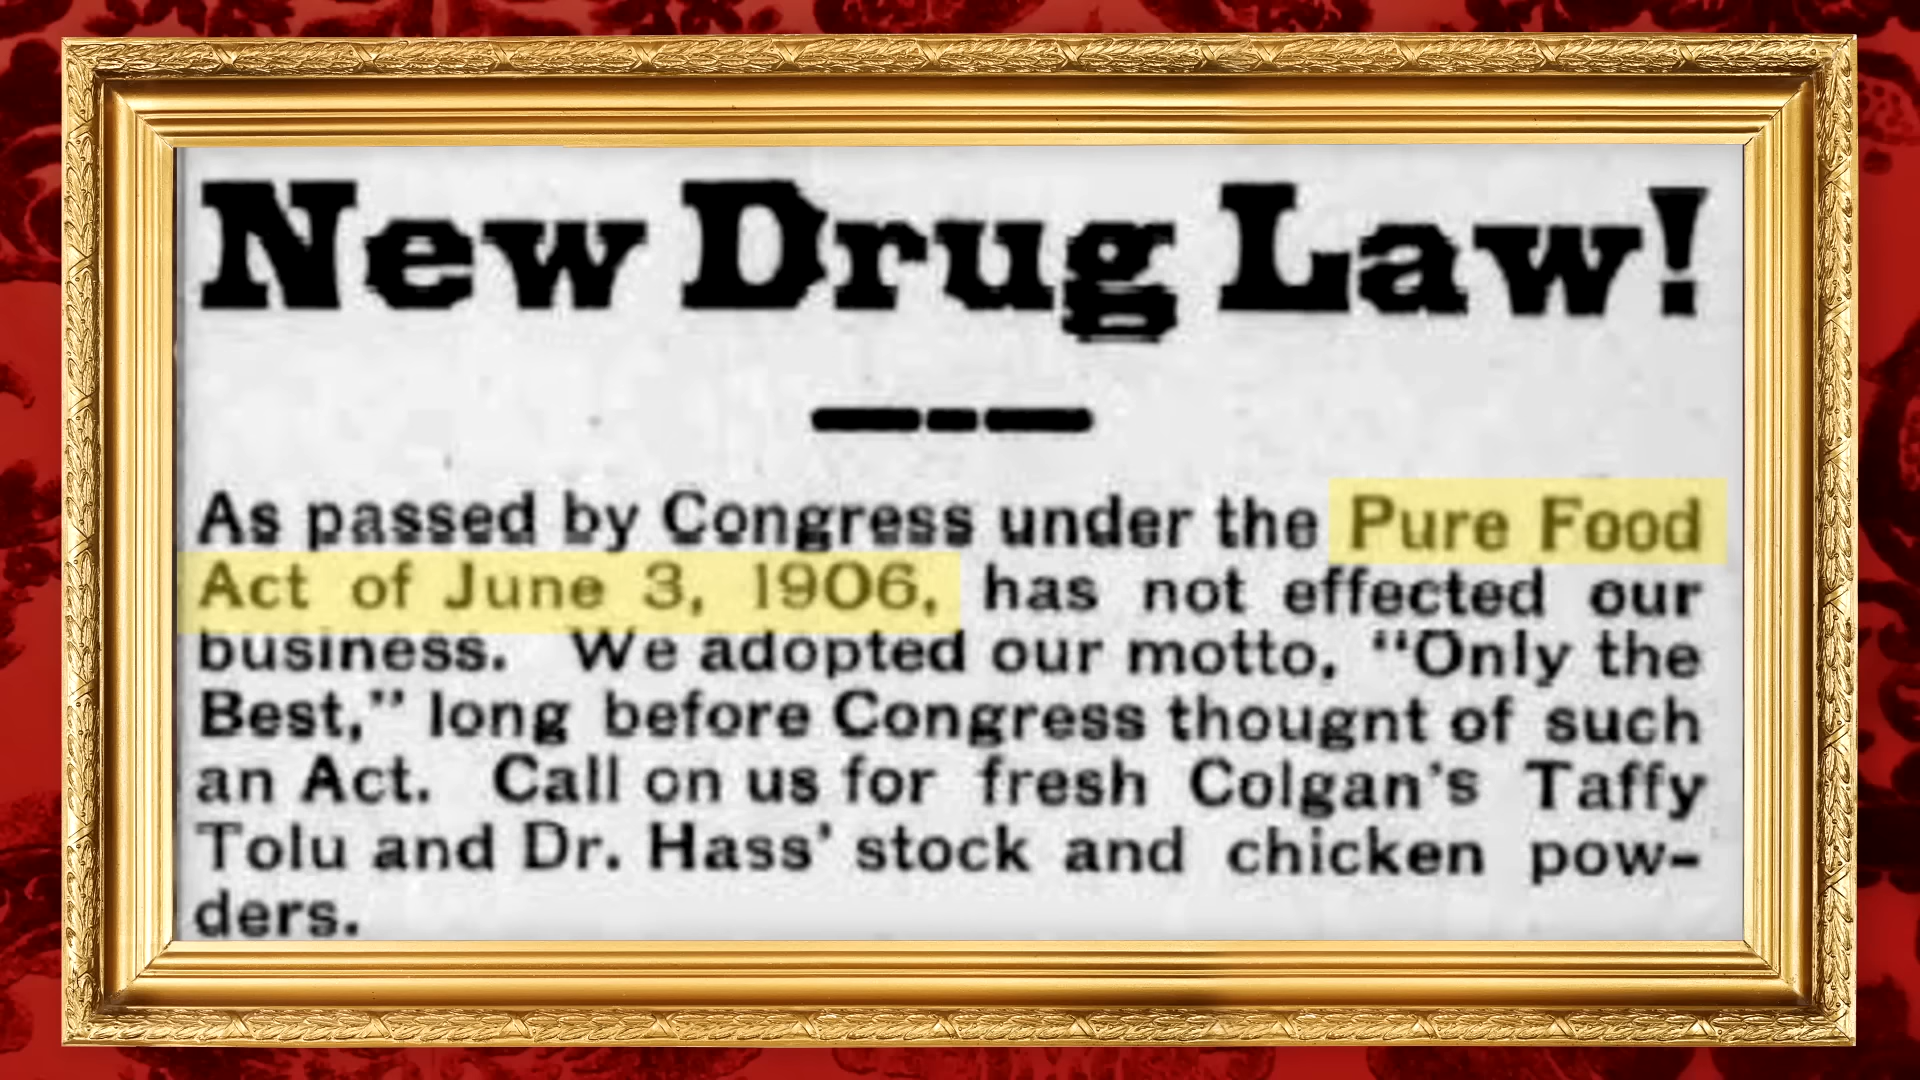 New Drug Law!
As passed by Congress under the Pure Food
Act of June 3, 1906, has not effected our
business. We adopted our motto, "Only the
Best," long before Congress thougnt of such
an Act. Call on us for fresh Colgan's Taffy
Tolu and Dr. Hass' stock and chicken pow-
ders.